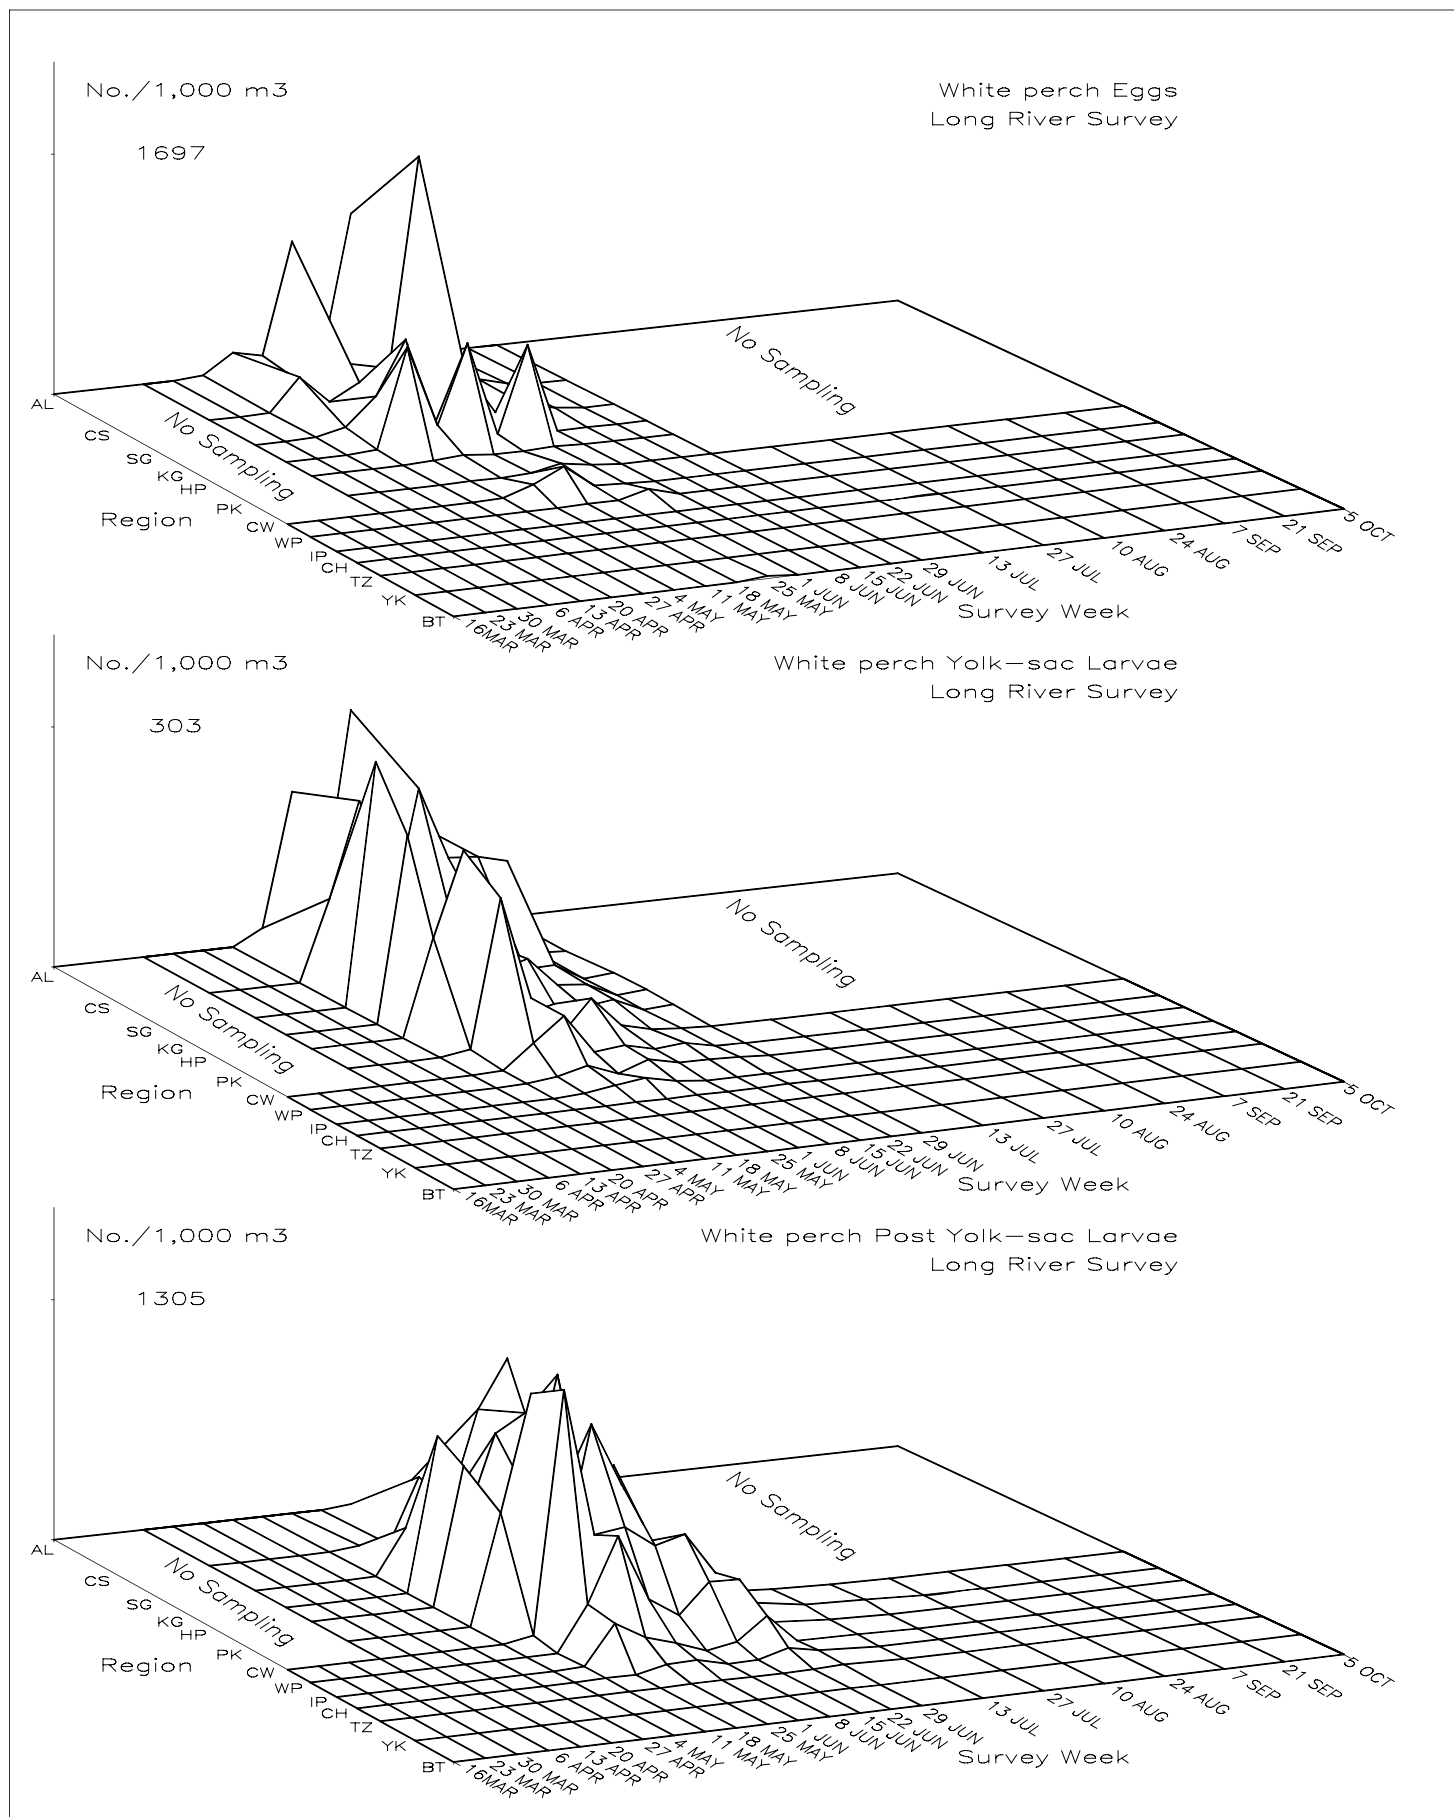 No./1,000 m3
White perch Eggs
Long River Survey
1697
No Sampling
AL
CS
SG
KG
HP
PK
CW
WP
IP
CH
TZ
YK
BT
No Sampling
Region
16MAR
23 MAR
30 MAR
6 APR
13 APR
20 APR
27 APR
4 MAY
11 MAY
18 MAY
25 MAY
1 JUN
8 JUN
15 JUN
22 JUN
29 JUN
13 JUL
27 JUL
10 AUG
24 AUG
7 SEP
21 SEP
5 OCT
Survey Week
No./1,000 m3
White perch Yolk-sac Larvae
Long River Survey
303
No Sampling
AL
CS
SG
KG
HP
PK
CW
WP
IP
CH
TZ
YK
BT
No Sampling
Region
16MAR
23 MAR
30 MAR
6 APR
13 APR
20 APR
27 APR
4 MAY
11 MAY
18 MAY
25 MAY
1 JUN
8 JUN
15 JUN
22 JUN
29 JUN
13 JUL
27 JUL
10 AUG
24 AUG
7 SEP
21 SEP
5 OCT
Survey Week
No./1,000 m3
White perch Post Yolk-sac Larvae
Long River Survey
1305
No Sampling
AL
CS
SG
KG
HP
PK
CW
WP
IP
CH
TZ
YK
BT
No Sampling
Region
16MAR
23 MAR
30 MAR
6 APR
13 APR
20 APR
27 APR
4 MAY
11 MAY
18 MAY
25 MAY
1 JUN
8 JUN
15 JUN
22 JUN
29 JUN
13 JUL
27 JUL
10 AUG
24 AUG
7 SEP
21 SEP
5 OCT
Survey Week